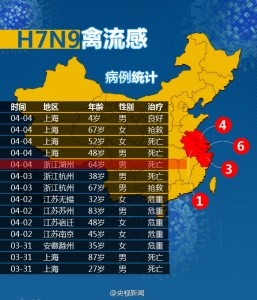 H7N9禽流感
病例统计
时间 地区 年龄 性别 治疗
04-04 上海 4岁 男 良好
04-04 上海 67岁 女 抢救
04-04 上海 52岁 女 死亡
04-04 上海 48岁 男 死亡
04-04 浙江湖州 64岁 男 死亡
04-03 浙江杭州 38岁 男 死亡
04-03 浙江杭州 67岁 男 抢救
04-02 江苏无锡 32岁 女 危重
04-02 江苏苏州 83岁 男 危重
04-02 江苏宿迁 48岁 女 危重
04-02 江苏南京 45岁 女 危重
03-31 安徽滁州 35岁 女 危重
03-31 上海 87岁 男 死亡
03-31 上海 27岁 男 死亡
4
6
3
1
@央视新闻